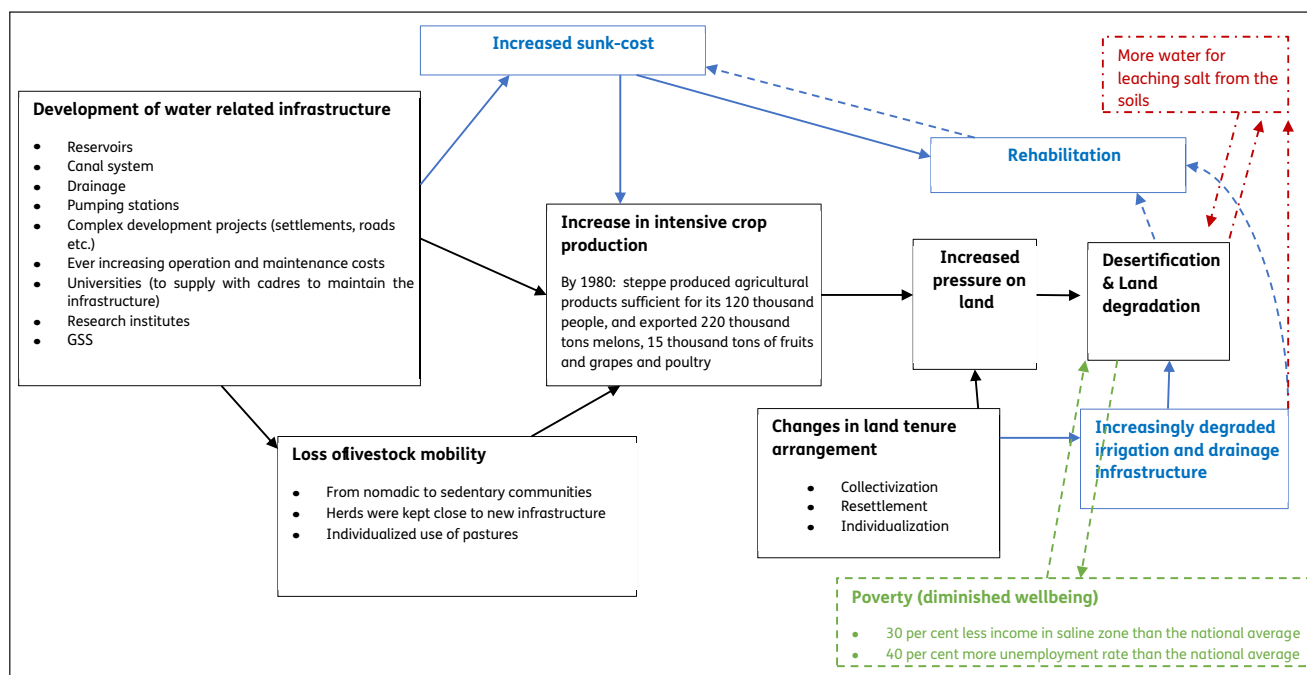 Increased sunk-cost
More water for
leaching salt from the
soils
Development of water related infrastructure
• Reservoirs
• Canal system
• Drainage
• Pumping stations
• Complex development projects (settlements, roads
etc.)
• Ever increasing operation and maintenance costs
• Universities (to supply with cadres to maintain the
infrastructure)
• Research institutes
• GSS
Rehabilitation
Increase in intensive crop
production
By 1980: steppe produced agricultural
products sufficient for its 120 thousand
people, and exported 220 thousand
tons melons, 15 thousand tons of fruits
and grapes and poultry
Increased
pressure on
land
Desertification
& Land
degradation
Loss oflivestock mobility
• From nomadic to sedentary communities
• Herds were kept close to new infrastructure
• Individualized use of pastures
Changes in land tenure
arrangement
• Collectivization
• Resettlement
• Individualization
Increasingly degraded
irrigation and drainage
infrastructure
Poverty (diminished wellbeing)
• 30 per cent less income in saline zone than the national average
• 40 per cent more unemployment rate than the national average